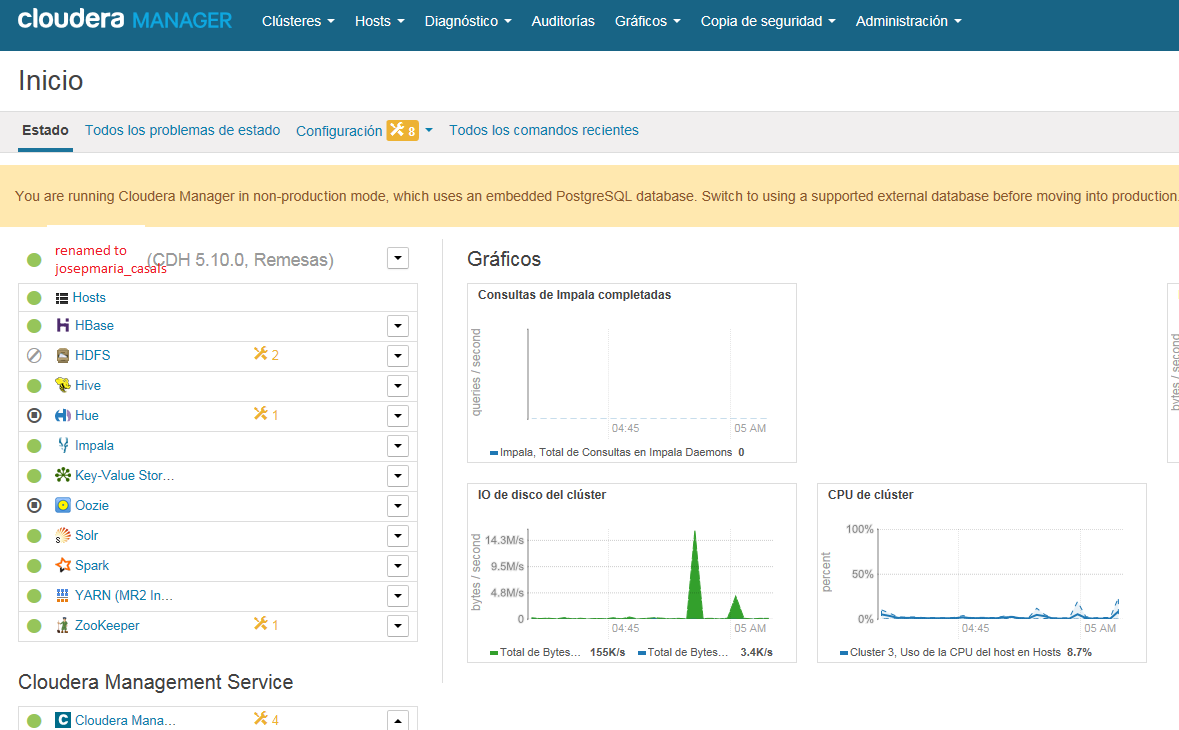 cloudera MANAGER Clústeres Hosts Diagnóstico Auditorías Gráficos Copia de seguridad Administración
Inicio
Estado Todos los problemas de estado Configuración 8 Todos los comandos recientes
You are running Cloudera Manager in non-production mode, which uses an embedded PostgreSQL database. Switch to using a supported external database before moving into production.
renamed to
josepmaria_casals
(CDH 5.10.0, Remesas)
Hosts
HBase
HDFS 2
Hive
Hue 1
Impala
Key-Value Stor...
Oozie
Solr
Spark
YARN (MR2 In...
ZooKeeper 1
Cloudera Management Service
Cloudera Mana... 4
Gráficos
Consultas de Impala completadas
queries / second
04:45 05 AM
Impala, Total de Consultas en Impala Daemons 0
bytes / second
IO de disco del clúster
bytes / second
14.3M/s
9.5M/s
4.8M/s
0
04:45 05 AM
Total de Bytes... 155K/s Total de Bytes... 3.4K/s
CPU de clúster
percent
100%
50%
0%
04:45 05 AM
Cluster 3, Uso de la CPU del host en Hosts 8.7%